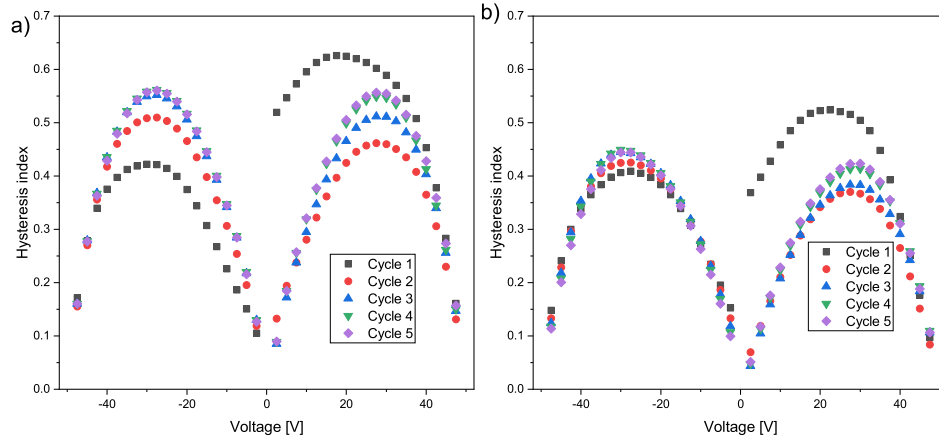 a)
Hysteresis index
0.7
0.6
0.5
0.4
0.3
0.2
0.1
0.0
-40 -20 0 20 40
Voltage [V]
Cycle 1
Cycle 2
Cycle 3
Cycle 4
Cycle 5
b)
Hysteresis index
0.7
0.6
0.5
0.4
0.3
0.2
0.1
0.0
-40 -20 0 20 40
Voltage [V]
Cycle 1
Cycle 2
Cycle 3
Cycle 4
Cycle 5